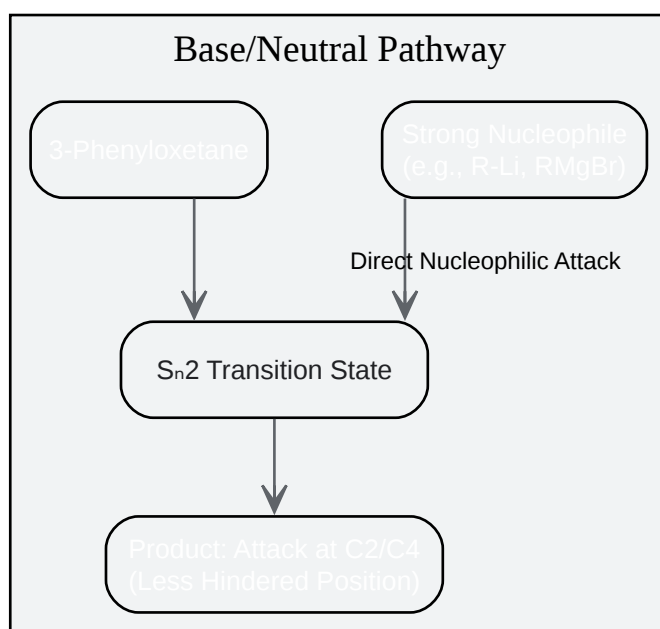 Base/Neutral Pathway
3-Phenyloxetane
Strong Nucleophile
(e.g., R-Li, RMgBr)
Direct Nucleophilic Attack
Sₙ2 Transition State
Product: Attack at C2/C4
(Less Hindered Position)